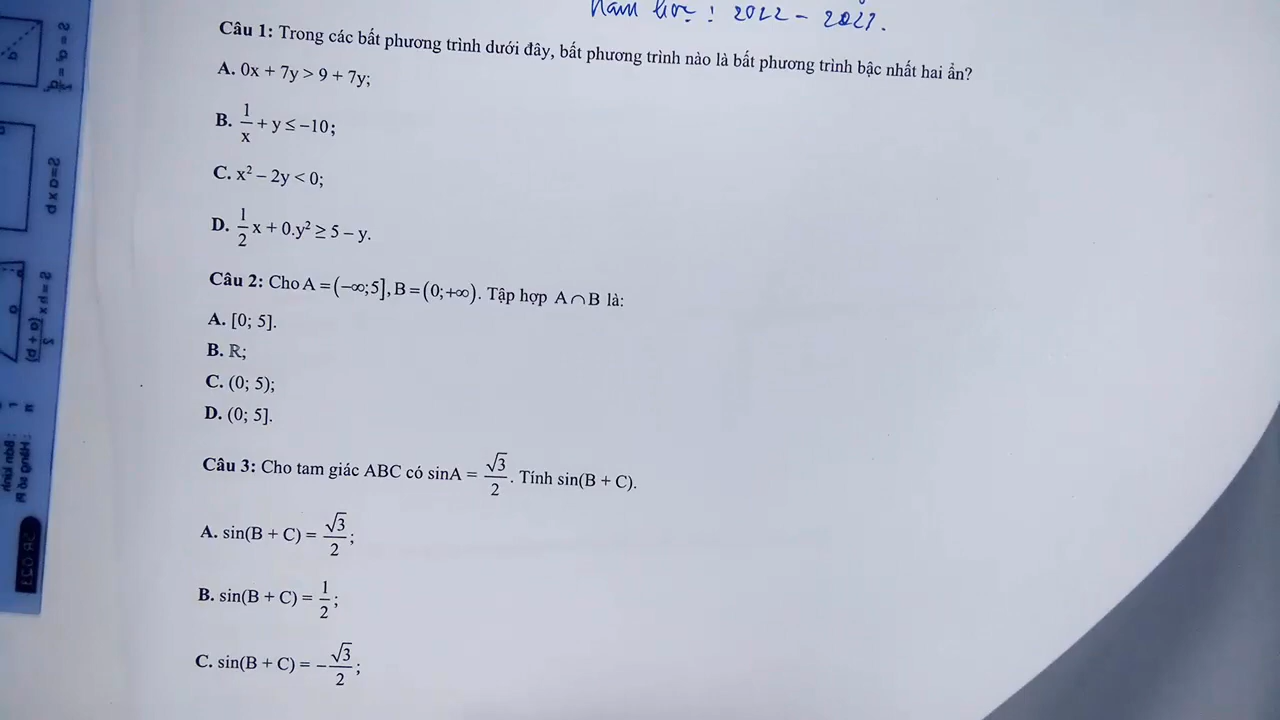 Năm học : 2022 - 2023.
Câu 1: Trong các bất phương trình dưới đây, bất phương trình nào là bất phương trình bậc nhất hai ẩn?
A. 0x + 7y > 9 + 7y;
B. 1/x + y ≤ −10;
C. x² – 2y < 0;
D. 1/2 x + 0.y² ≥ 5 – y.
Câu 2: Cho A = (−∞;5], B = (0;+∞). Tập hợp A∩B là:
A. [0; 5].
B. ℝ;
C. (0; 5);
D. (0; 5].
Câu 3: Cho tam giác ABC có sinA = √3/2. Tính sin(B + C).
A. sin(B + C) = √3/2;
B. sin(B + C) = 1/2;
C. sin(B + C) = −√3/2;
S=a×b